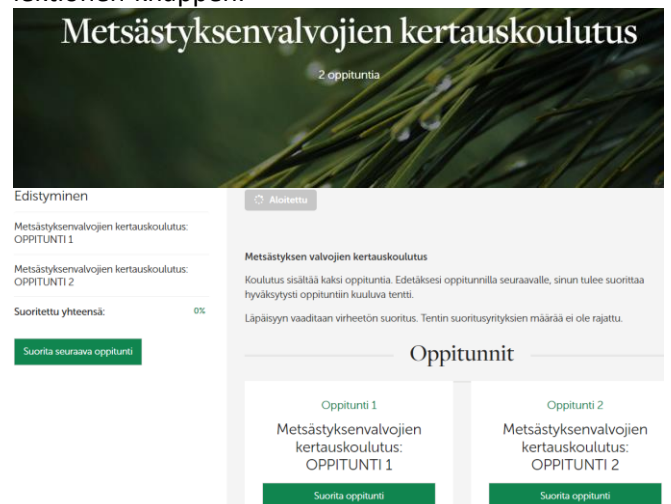 lektionen-knappen.
Metsästyksenvalvojien kertauskoulutus
2 oppituntia
Edistyminen
Metsästyksenvalvojien kertauskoulutus:
OPPITUNTI 1
Metsästyksenvalvojien kertauskoulutus:
OPPITUNTI 2
Suoritettu yhteensä: 0%
Suorita seuraava oppitunti
Aloitettu
Metsästyksen valvojien kertauskoulutus
Koulutus sisältää kaksi oppituntia. Edetäksesi oppitunnilla seuraavalle, sinun tulee suorittaa
hyväksytysti oppituntiin kuuluva tentti.
Läpäisyyn vaaditaan virheetön suoritus. Tentin suoritusyrityksien määrää ei ole rajattu.
Oppitunnit
Oppitunti 1
Metsästyksenvalvojien
kertauskoulutus:
OPPITUNTI 1
Suorita oppitunti
Oppitunti 2
Metsästyksenvalvojien
kertauskoulutus:
OPPITUNTI 2
Suorita oppitunti